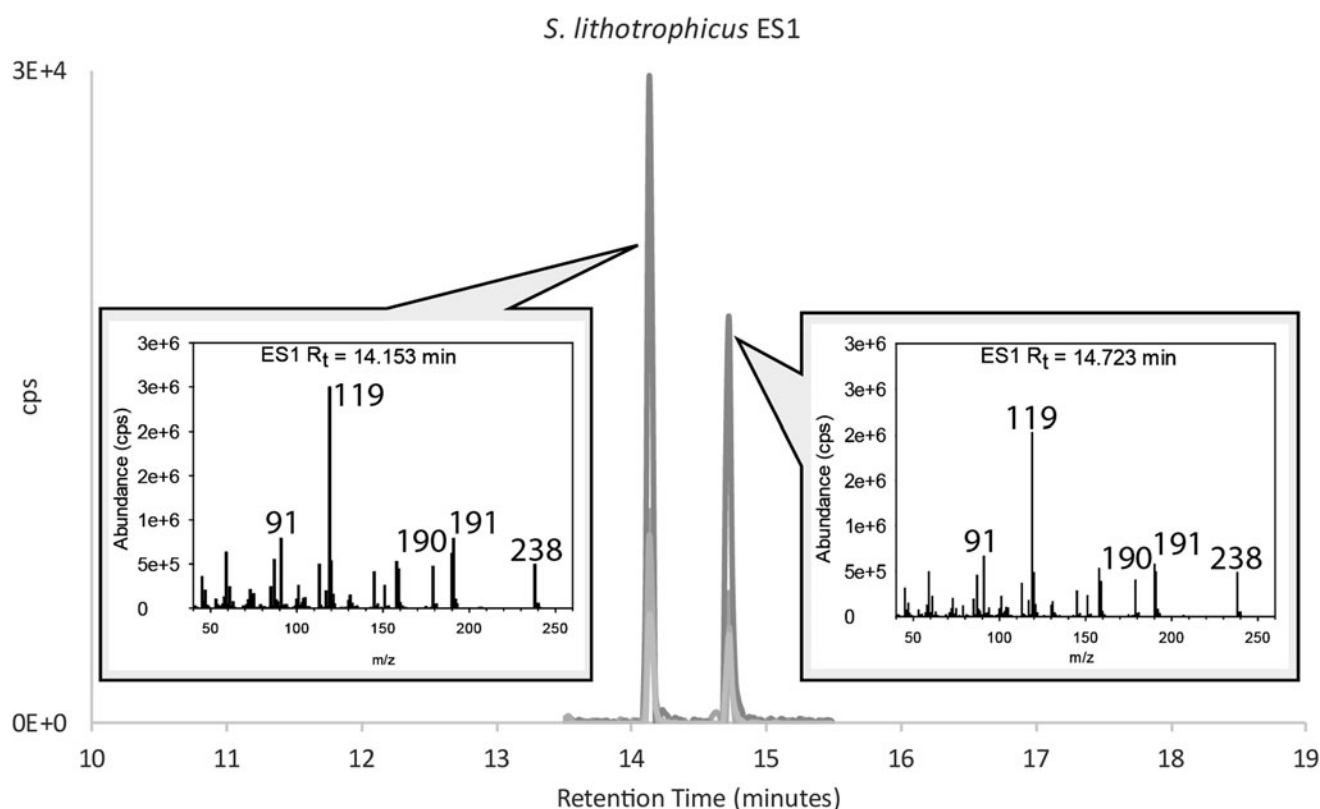 S. lithotrophicus ES1
3E+4
cps
0E+0
ES1 Rt = 14.153 min
3e+6
3e+6
2e+6
2e+6
1e+6
5e+5
0
Abundance (cps)
119
91
190
191
238
50
100
150
200
250
m/z
ES1 Rt = 14.723 min
3e+6
3e+6
2e+6
2e+6
1e+6
5e+5
0
Abundance (cps)
119
91
190
191
238
50
100
150
200
250
m/z
10
11
12
13
14
15
16
17
18
19
Retention Time (minutes)